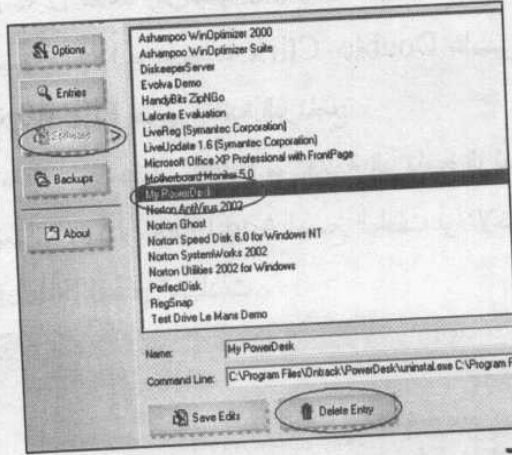 Options
Entries
Software
Backups
About
Ashampoo WinOptimizer 2000
Ashampoo WinOptimizer Suite
DiskeeperServer
Evolva Demo
HandyBits ZipNGo
Lalonte Evaluation
LiveReg (Symantec Corporation)
LiveUpdate 1.6 (Symantec Corporation)
Microsoft Office XP Professional with FrontPage
Motherboard Monitor 5.0
My PowerDesk
Norton AntiVirus 2002
Norton Ghost
Norton Speed Disk 6.0 for Windows NT
Norton SystemWorks 2002
Norton Utilities 2002 for Windows
PerfectDisk
RegSnap
Test Drive Le Mans Demo
Name: My PowerDesk
Command Line: C:\Program Files\Ontrack\PowerDesk\uninstal.exe C:\Program F
Save Edits
Delete Entry